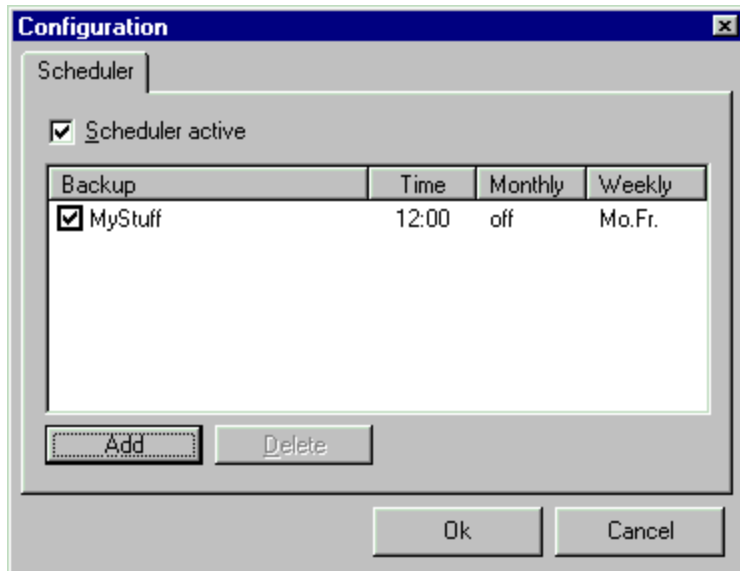 Configuration
Scheduler
Scheduler active
Backup Time Monthly Weekly
MyStuff 12:00 off Mo.Fr.
Add Delete
Ok Cancel